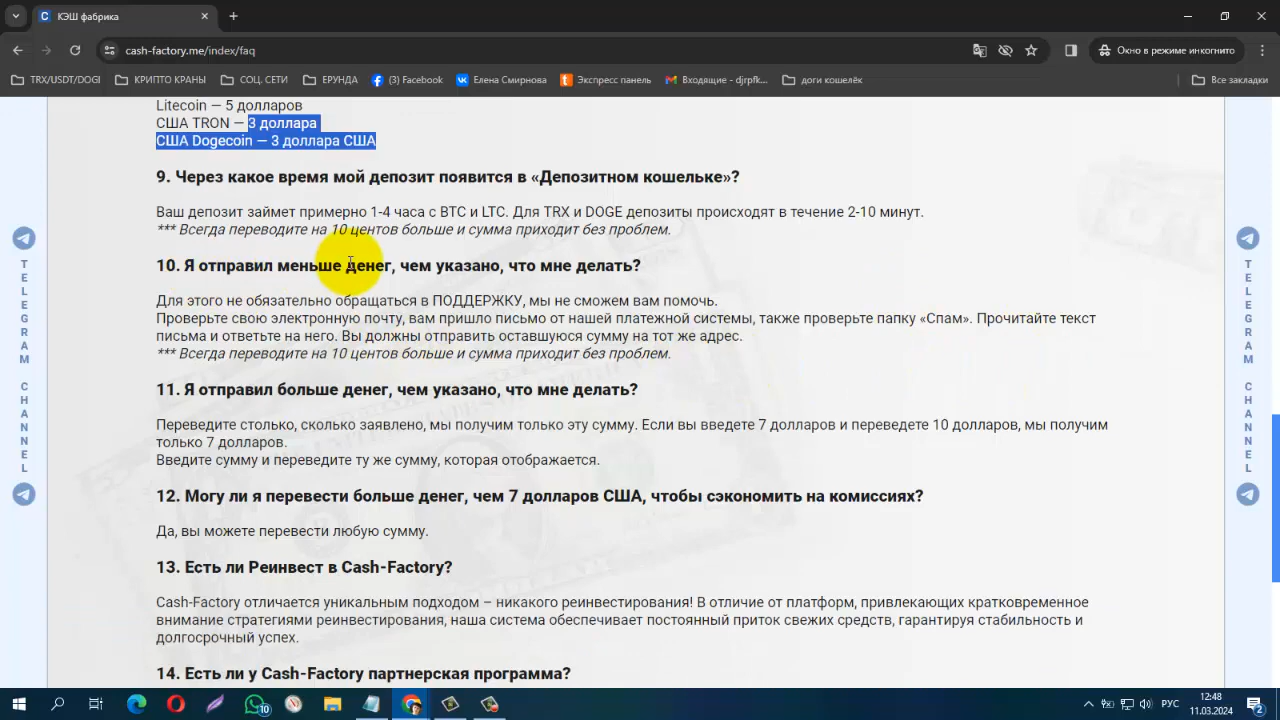 КЭШ фабрика
cash-factory.me/index/faq
Окно в режиме инкогнито
TRX/USDT/DOGI
КРИПТО КРАНЫ
СОЦ. СЕТИ
ЕРУНДА
(3) Facebook
Елена Смирнова
Экспресс панель
Входящие - djrpfk...
доги кошелёк
Все закладки
Litecoin — 5 долларов
США TRON — 3 доллара
США Dogecoin — 3 доллара США
9. Через какое время мой депозит появится в «Депозитном кошельке»?
Ваш депозит займет примерно 1-4 часа с BTC и LTC. Для TRX и DOGE депозиты происходят в течение 2-10 минут.
*** Всегда переводите на 10 центов больше и сумма приходит без проблем.
10. Я отправил меньше денег, чем указано, что мне делать?
Для этого не обязательно обращаться в ПОДДЕРЖКУ, мы не сможем вам помочь.
Проверьте свою электронную почту, вам пришло письмо от нашей платежной системы, также проверьте папку «Спам». Прочитайте текст
письма и ответьте на него. Вы должны отправить оставшуюся сумму на тот же адрес.
*** Всегда переводите на 10 центов больше и сумма приходит без проблем.
11. Я отправил больше денег, чем указано, что мне делать?
Переведите столько, сколько заявлено, мы получим только эту сумму. Если вы введете 7 долларов и переведете 10 долларов, мы получим
только 7 долларов.
Введите сумму и переведите ту же сумму, которая отображается.
12. Могу ли я перевести больше денег, чем 7 долларов США, чтобы сэкономить на комиссиях?
Да, вы можете перевести любую сумму.
13. Есть ли Реинвест в Cash-Factory?
Cash-Factory отличается уникальным подходом – никакого реинвестирования! В отличие от платформ, привлекающих кратковременное
внимание стратегиями реинвестирования, наша система обеспечивает постоянный приток свежих средств, гарантируя стабильность и
долгосрочный успех.
14. Есть ли у Cash-Factory партнерская программа?
TELEGRAM CHANNEL
TELEGRAM CHANNEL
10
РУС
12:48
11.03.2024
2